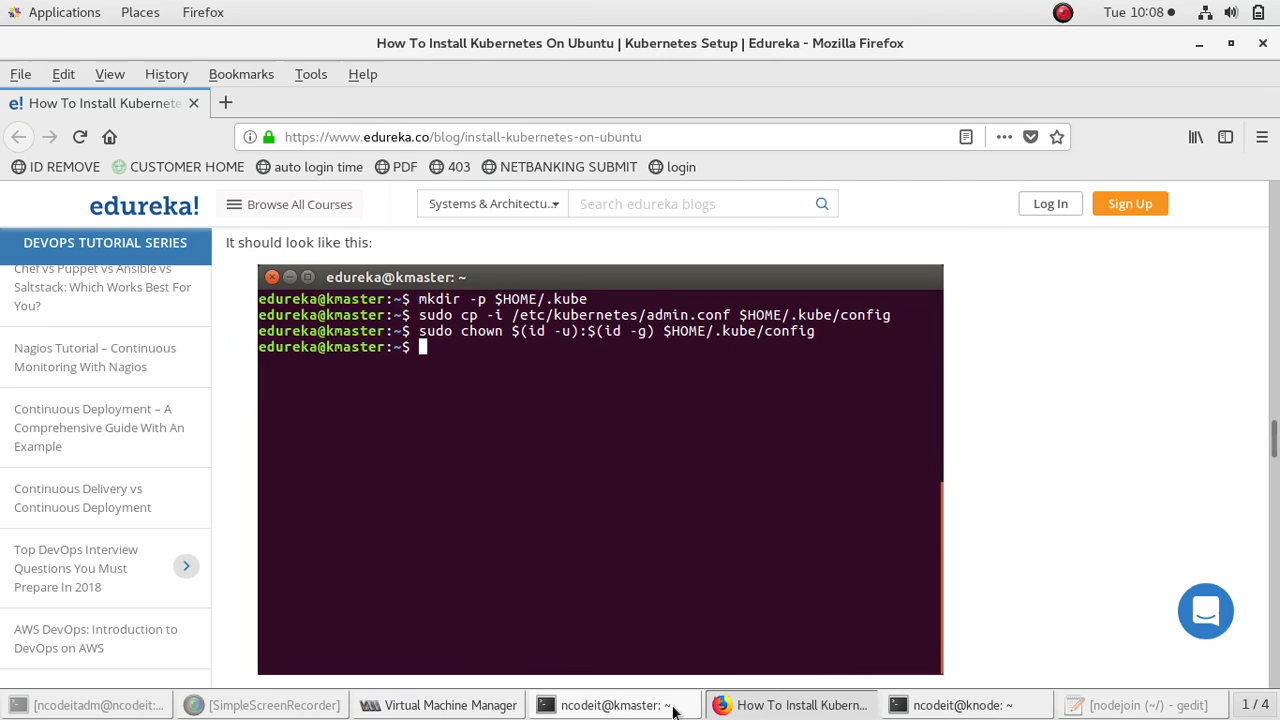 Applications Places Firefox Tue 10:08
How To Install Kubernetes On Ubuntu | Kubernetes Setup | Edureka - Mozilla Firefox
File Edit View History Bookmarks Tools Help
e! How To Install Kubernete
https://www.edureka.co/blog/install-kubernetes-on-ubuntu
ID REMOVE CUSTOMER HOME auto login time PDF 403 NETBANKING SUBMIT login
edureka! Browse All Courses Systems & Architectu... Search edureka blogs Log In Sign Up
DEVOPS TUTORIAL SERIES
Chef vs Puppet vs Ansible vs
Saltstack: Which Works Best For
You?
Nagios Tutorial – Continuous
Monitoring With Nagios
Continuous Deployment – A
Comprehensive Guide With An
Example
Continuous Delivery vs
Continuous Deployment
Top DevOps Interview
Questions You Must
Prepare In 2018
AWS DevOps: Introduction to
DevOps on AWS
It should look like this:
edureka@kmaster: ~
edureka@kmaster:~$ mkdir -p $HOME/.kube
edureka@kmaster:~$ sudo cp -i /etc/kubernetes/admin.conf $HOME/.kube/config
edureka@kmaster:~$ sudo chown $(id -u):$(id -g) $HOME/.kube/config
edureka@kmaster:~$
[ncodeitadm@ncodeit:... [SimpleScreenRecorder] Virtual Machine Manager ncodeit@kmaster: ~ How To Install Kubern... ncodeit@knode: ~ [nodejoin (~/) - gedit] 1 / 4